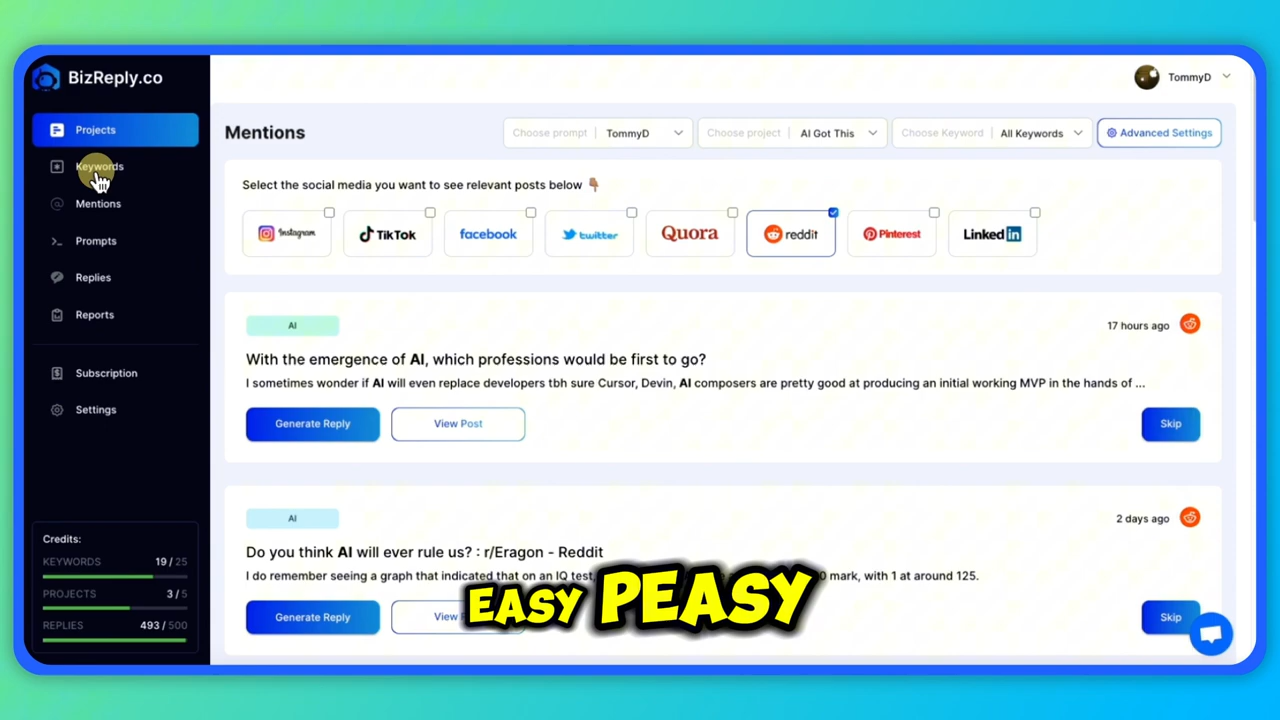 BizReply.co
TommyD
Projects
Keywords
Mentions
Prompts
Replies
Reports
Subscription
Settings
Credits:
KEYWORDS 19 / 25
PROJECTS 3 / 5
REPLIES 493 / 500
Mentions
Choose prompt TommyD
Choose project AI Got This
Choose Keyword All Keywords
Advanced Settings
Select the social media you want to see relevant posts below
Instagram
TikTok
facebook
twitter
Quora
reddit
Pinterest
Linked in
AI
17 hours ago
With the emergence of AI, which professions would be first to go?
I sometimes wonder if AI will even replace developers tbh sure Cursor, Devin, AI composers are pretty good at producing an initial working MVP in the hands of ...
Generate Reply
View Post
Skip
AI
2 days ago
Do you think AI will ever rule us? : r/Eragon - Reddit
I do remember seeing a graph that indicated that on an IQ test, 0 mark, with 1 at around 125.
Generate Reply
View
Skip
EASY PEASY